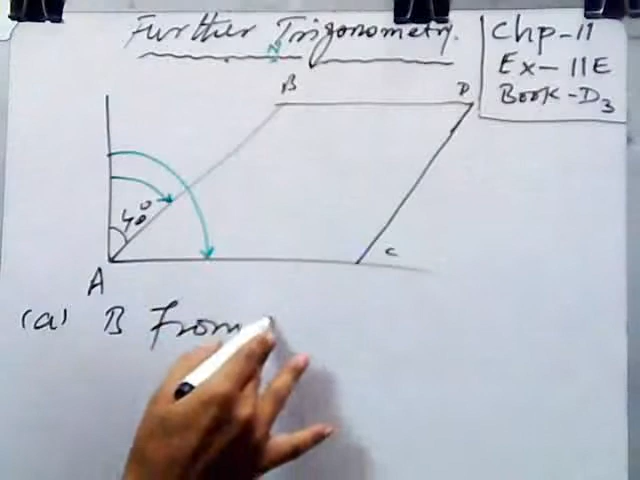 Further Trigonometry.
Chp-11
Ex-11E
Book-D3
N
B
D
40°
C
A
(a) B From